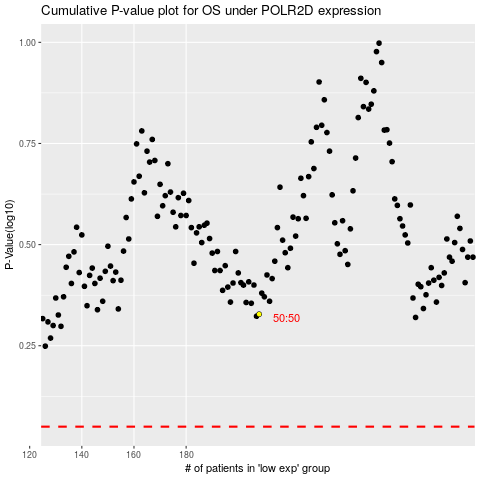 Cumulative P-value plot for OS under POLR2D expression
P-Value(log10)
1.00
0.75
0.50
0.25
50:50
120 140 160 180
# of patients in 'low exp' group